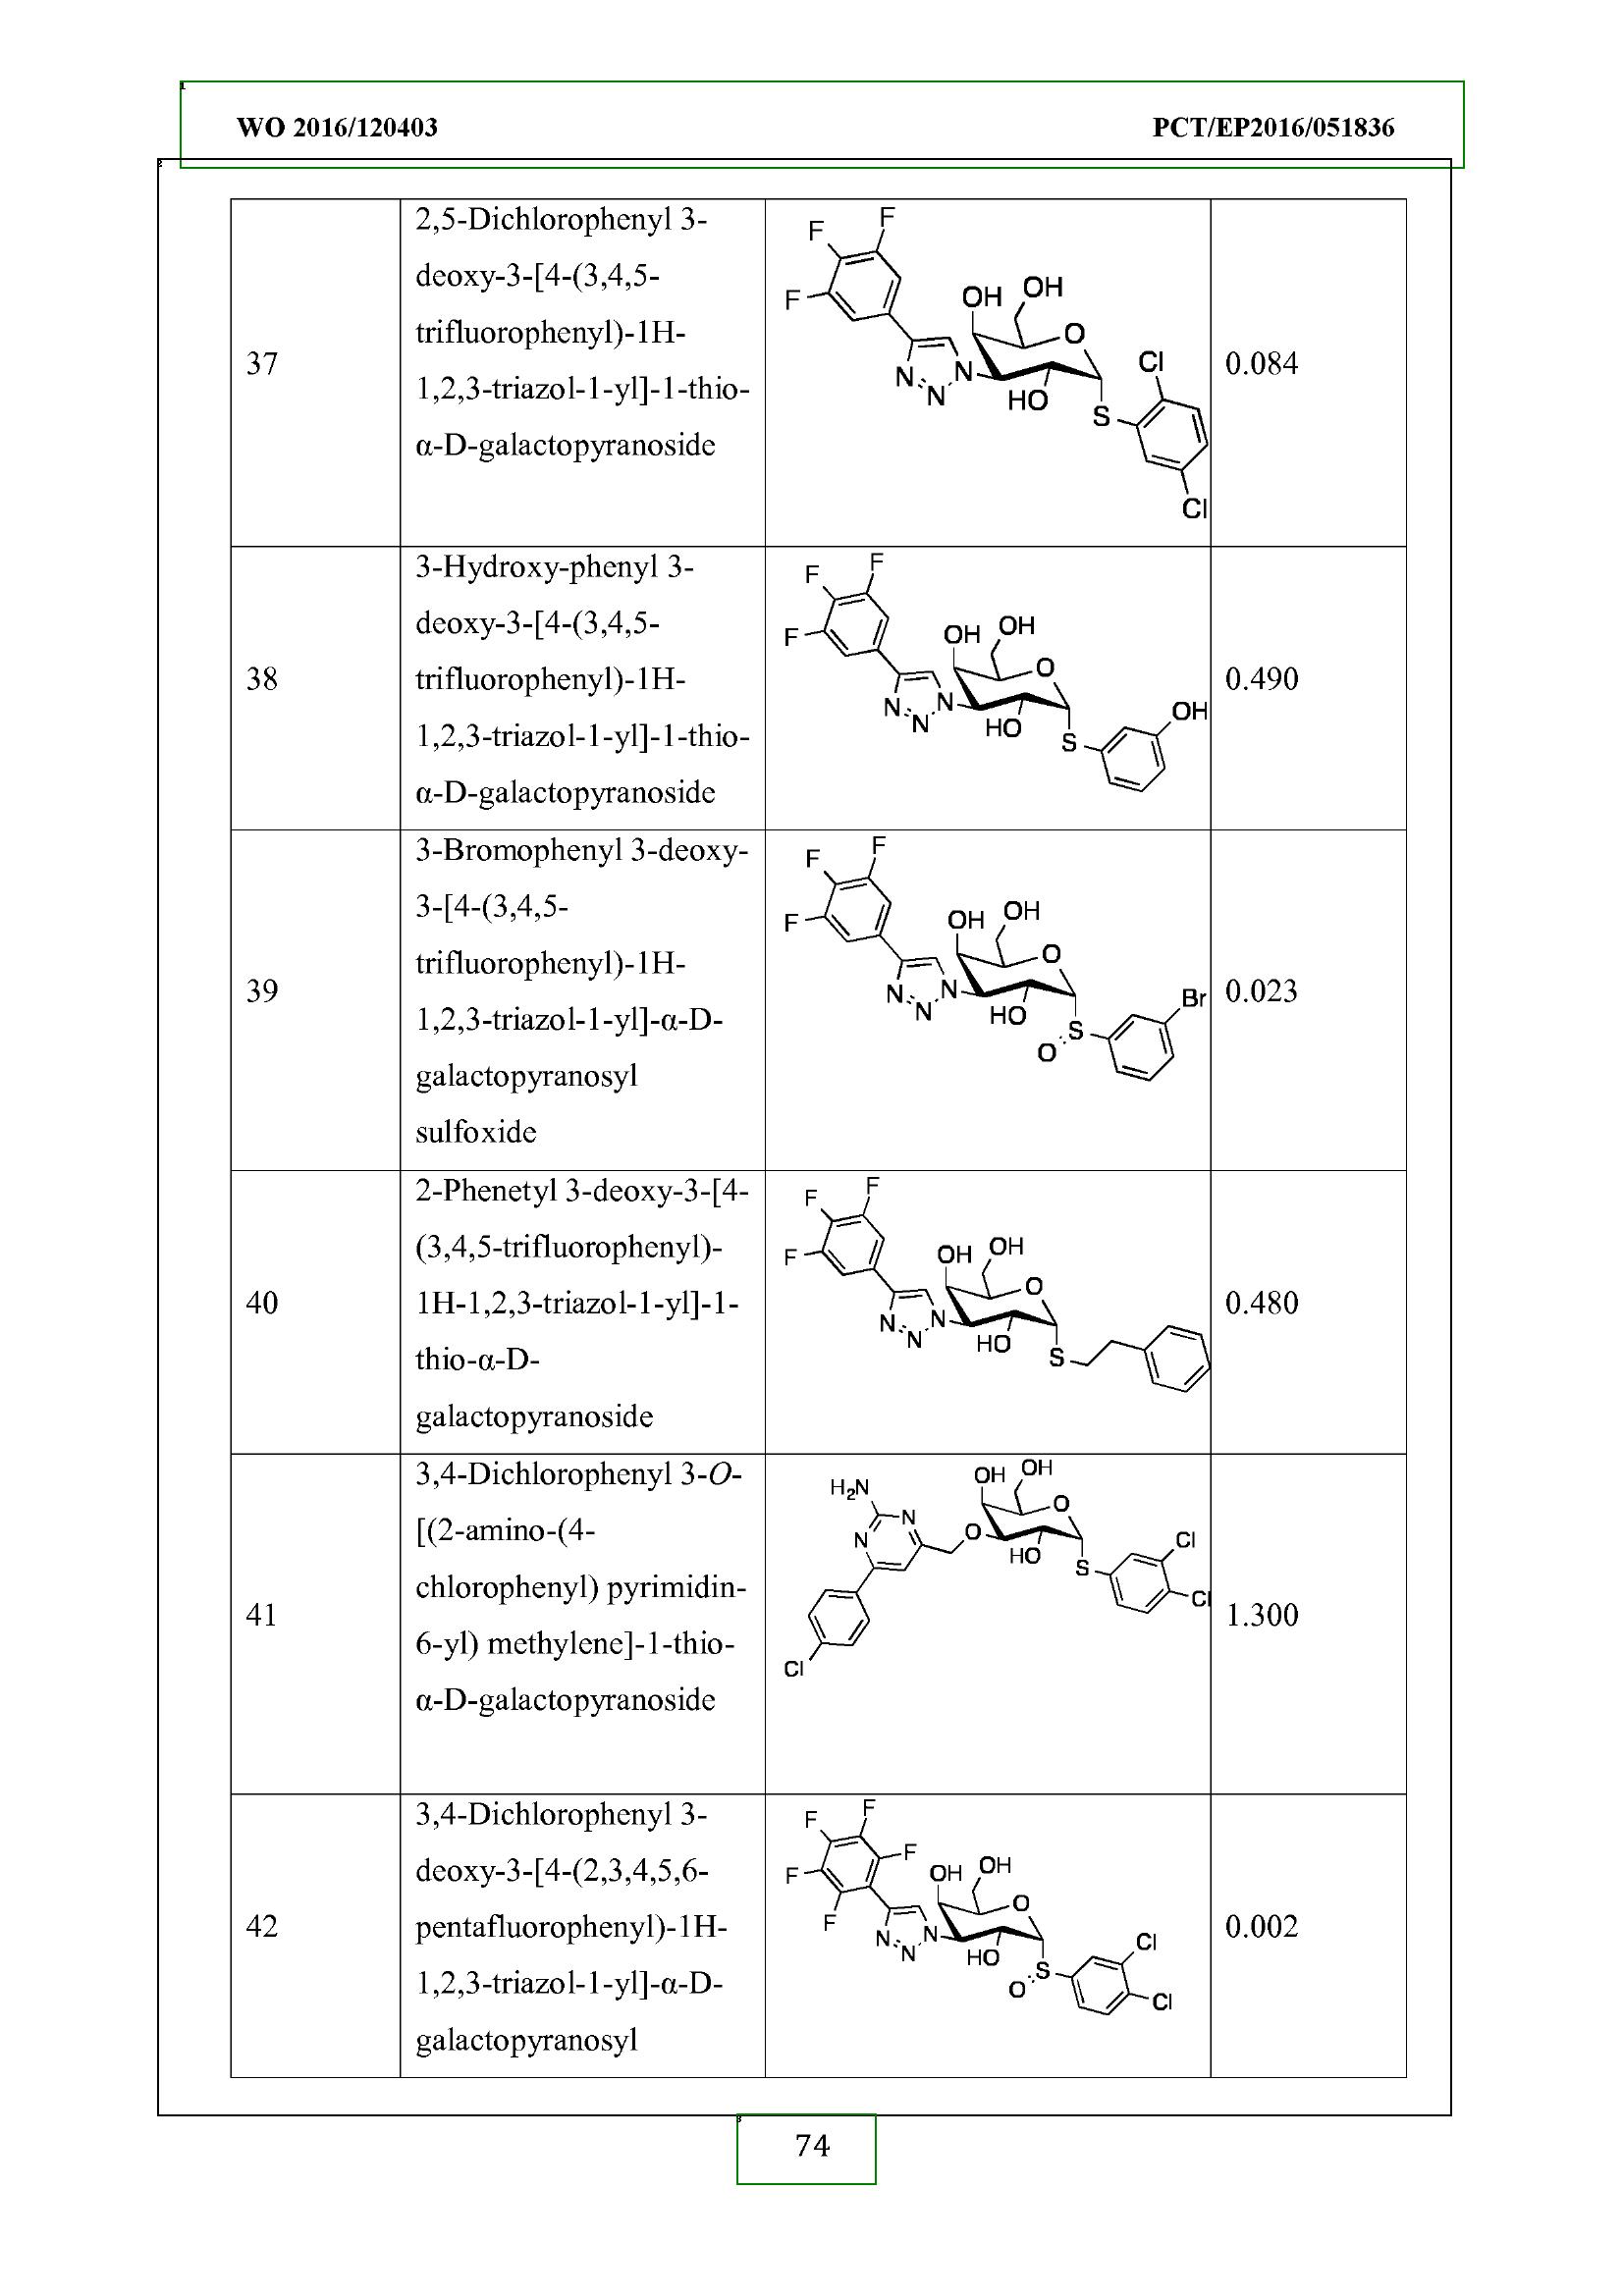 1
WO 2016/120403 PCT/EP2016/051836
2
37
2,5-Dichlorophenyl 3-
deoxy-3-[4-(3,4,5-
trifluorophenyl)-1H-
1,2,3-triazol-1-yl]-1-thio-
α-D-galactopyranoside
F
F
F
OH
OH
O
Cl
N
N
N
HO
S
Cl
0.084
38
3-Hydroxy-phenyl 3-
deoxy-3-[4-(3,4,5-
trifluorophenyl)-1H-
1,2,3-triazol-1-yl]-1-thio-
α-D-galactopyranoside
F
F
F
OH
OH
O
N
N
N
HO
OH
S
0.490
39
3-Bromophenyl 3-deoxy-
3-[4-(3,4,5-
trifluorophenyl)-1H-
1,2,3-triazol-1-yl]-α-D-
galactopyranosyl
sulfoxide
F
F
F
OH
OH
O
N
N
N
HO
Br
S
O
0.023
40
2-Phenetyl 3-deoxy-3-[4-
(3,4,5-trifluorophenyl)-
1H-1,2,3-triazol-1-yl]-1-
thio-α-D-
galactopyranoside
F
F
F
OH
OH
O
N
N
N
HO
S
0.480
41
3,4-Dichlorophenyl 3-O-
[(2-amino-(4-
chlorophenyl) pyrimidin-
6-yl) methylene]-1-thio-
α-D-galactopyranoside
H2N
N
N
O
OH
OH
O
HO
S
Cl
Cl
Cl
1.300
42
3,4-Dichlorophenyl 3-
deoxy-3-[4-(2,3,4,5,6-
pentafluorophenyl)-1H-
1,2,3-triazol-1-yl]-α-D-
galactopyranosyl
F
F
F
F
F
OH
OH
O
N
N
N
HO
S
O
Cl
Cl
0.002
3
74